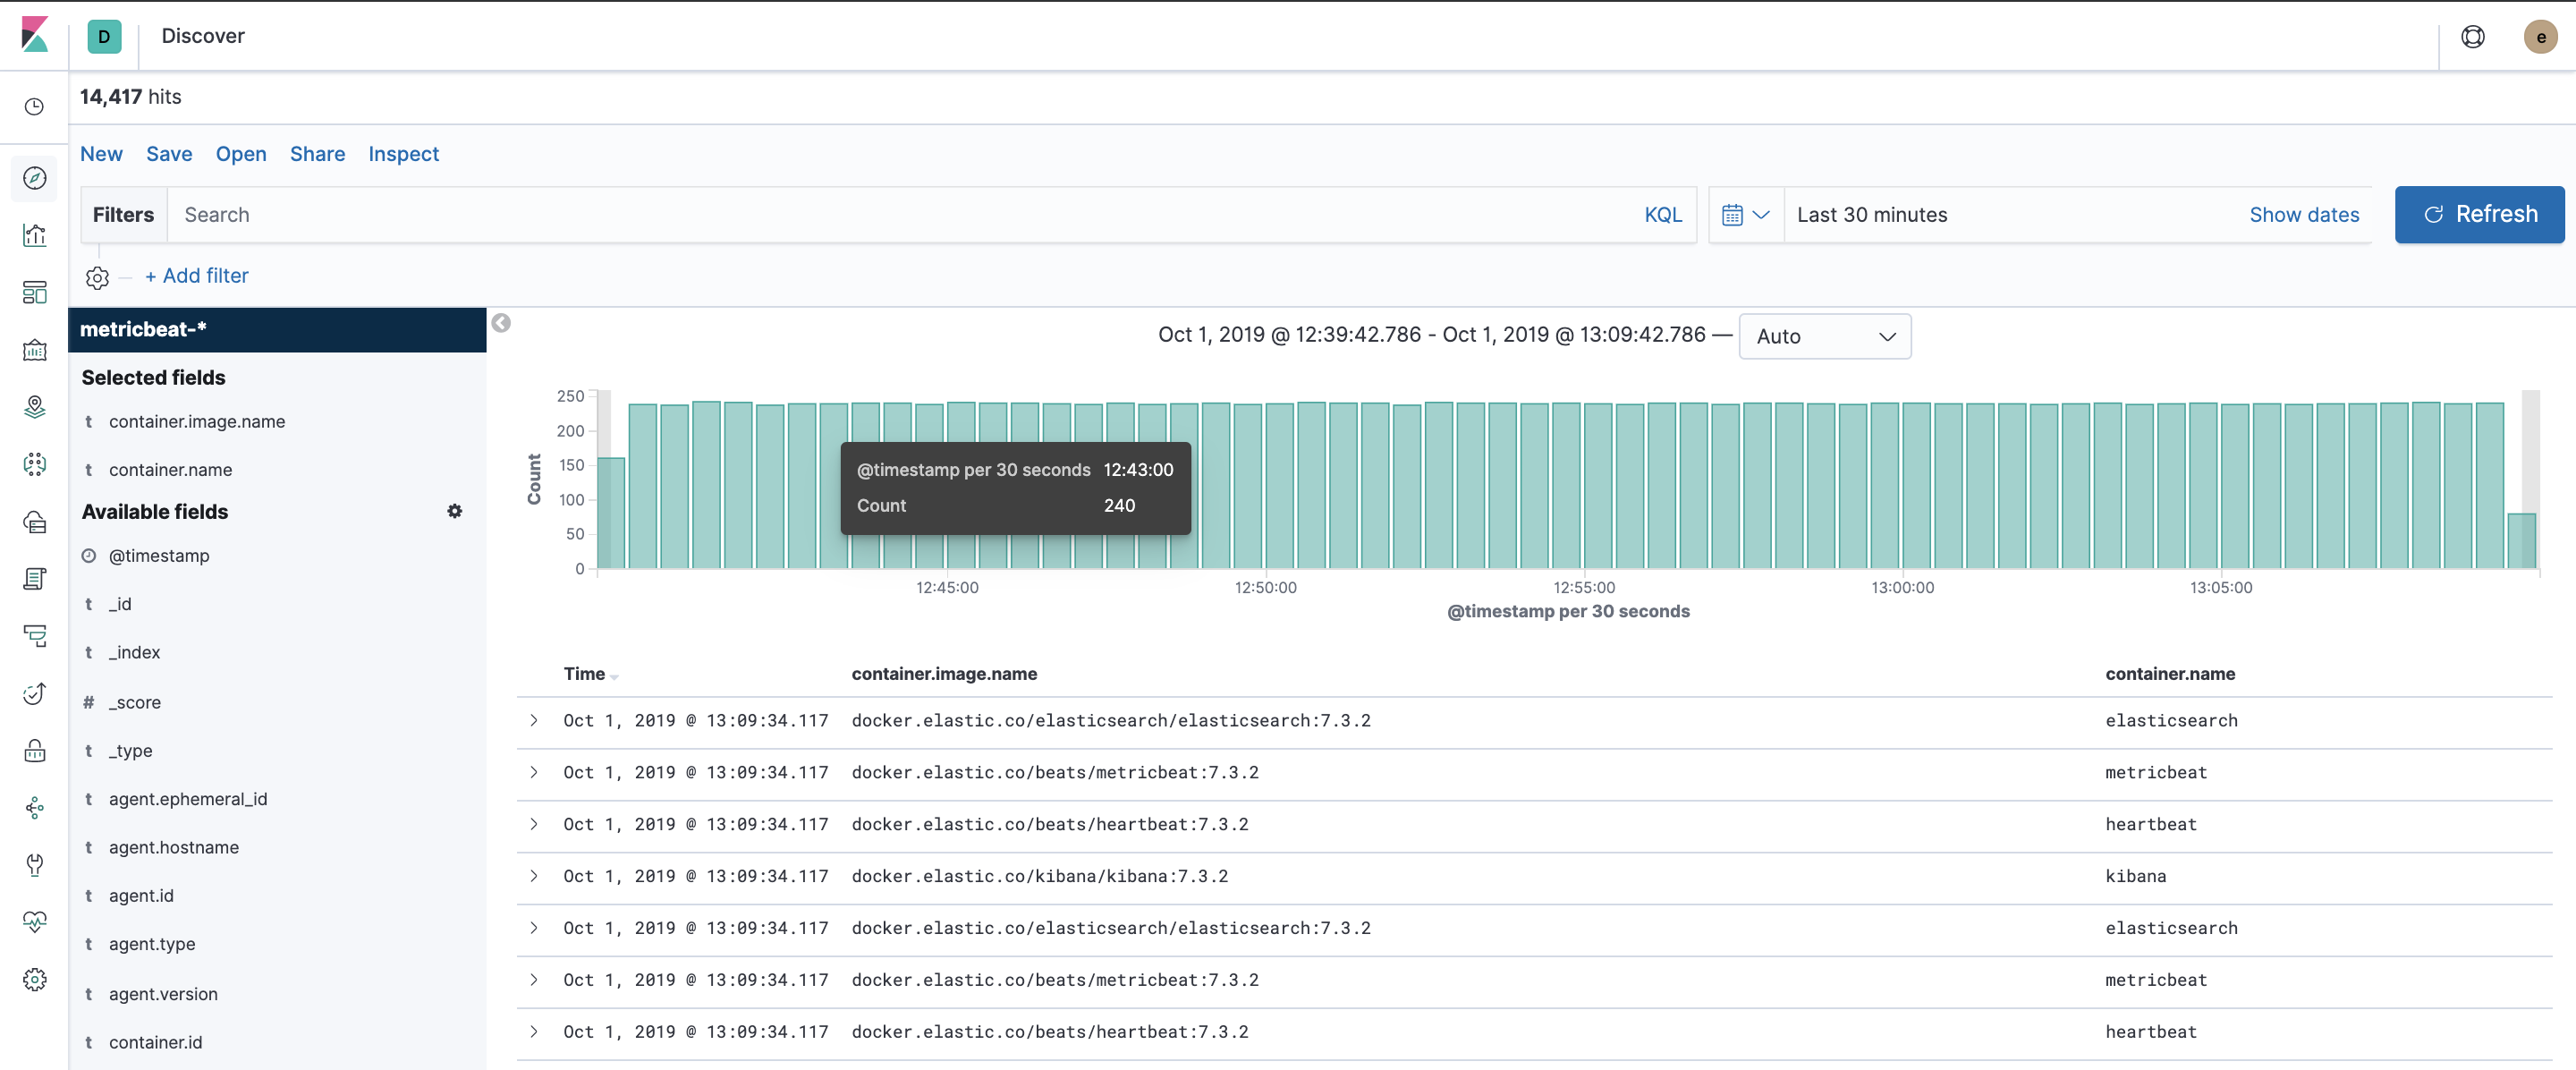 D Discover e
14,417 hits
New Save Open Share Inspect
Filters Search KQL Last 30 minutes Show dates Refresh
+ Add filter
metricbeat-*
Selected fields
t container.image.name
t container.name
Available fields
@timestamp
t _id
t _index
# _score
t _type
t agent.ephemeral_id
t agent.hostname
t agent.id
t agent.type
t agent.version
t container.id
Oct 1, 2019 @ 12:39:42.786 - Oct 1, 2019 @ 13:09:42.786 — Auto
Count
250
200
150
100
50
0
@timestamp per 30 seconds 12:43:00
Count 240
12:45:00 12:50:00 12:55:00 13:00:00 13:05:00
@timestamp per 30 seconds
Time container.image.name container.name
Oct 1, 2019 @ 13:09:34.117 docker.elastic.co/elasticsearch/elasticsearch:7.3.2 elasticsearch
Oct 1, 2019 @ 13:09:34.117 docker.elastic.co/beats/metricbeat:7.3.2 metricbeat
Oct 1, 2019 @ 13:09:34.117 docker.elastic.co/beats/heartbeat:7.3.2 heartbeat
Oct 1, 2019 @ 13:09:34.117 docker.elastic.co/kibana/kibana:7.3.2 kibana
Oct 1, 2019 @ 13:09:34.117 docker.elastic.co/elasticsearch/elasticsearch:7.3.2 elasticsearch
Oct 1, 2019 @ 13:09:34.117 docker.elastic.co/beats/metricbeat:7.3.2 metricbeat
Oct 1, 2019 @ 13:09:34.117 docker.elastic.co/beats/heartbeat:7.3.2 heartbeat